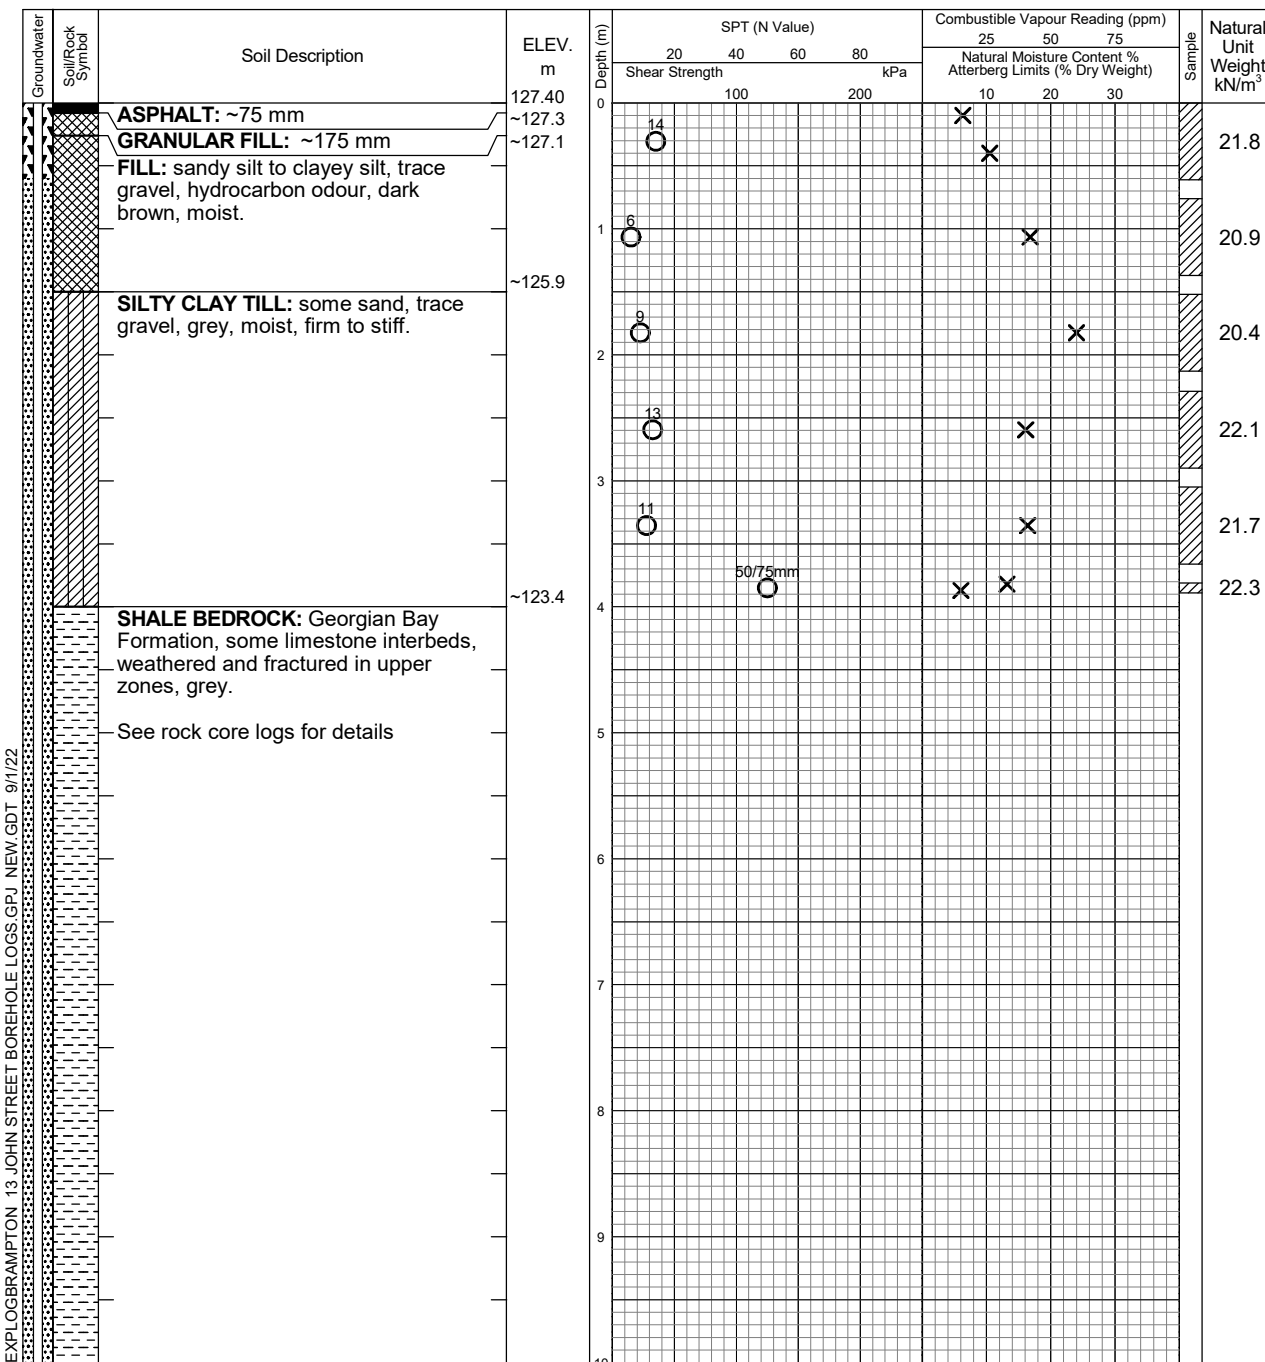 Groundwater
Soil/Rock
Symbol
Soil Description
ELEV.
m
Depth (m)
SPT (N Value)
20 40 60 80
Shear Strength kPa
100 200
Combustible Vapour Reading (ppm)
25 50 75
Natural Moisture Content %
Atterberg Limits (% Dry Weight)
10 20 30
Sample
Natural
Unit
Weight
kN/m³
127.40
0
ASPHALT: ~75 mm
~127.3
GRANULAR FILL: ~175 mm
~127.1
14
21.8
FILL: sandy silt to clayey silt, trace
gravel, hydrocarbon odour, dark
brown, moist.
6
1
20.9
~125.9
SILTY CLAY TILL: some sand, trace
gravel, grey, moist, firm to stiff.
9
20.4
2
13
22.1
3
11
21.7
50/75mm
22.3
~123.4
4
SHALE BEDROCK: Georgian Bay
Formation, some limestone interbeds,
weathered and fractured in upper
zones, grey.
See rock core logs for details
5
6
7
8
9
10
EXPLOGBRAMPTON 13 JOHN STREET BOREHOLE LOGS.GPJ NEW.GDT 9/1/22